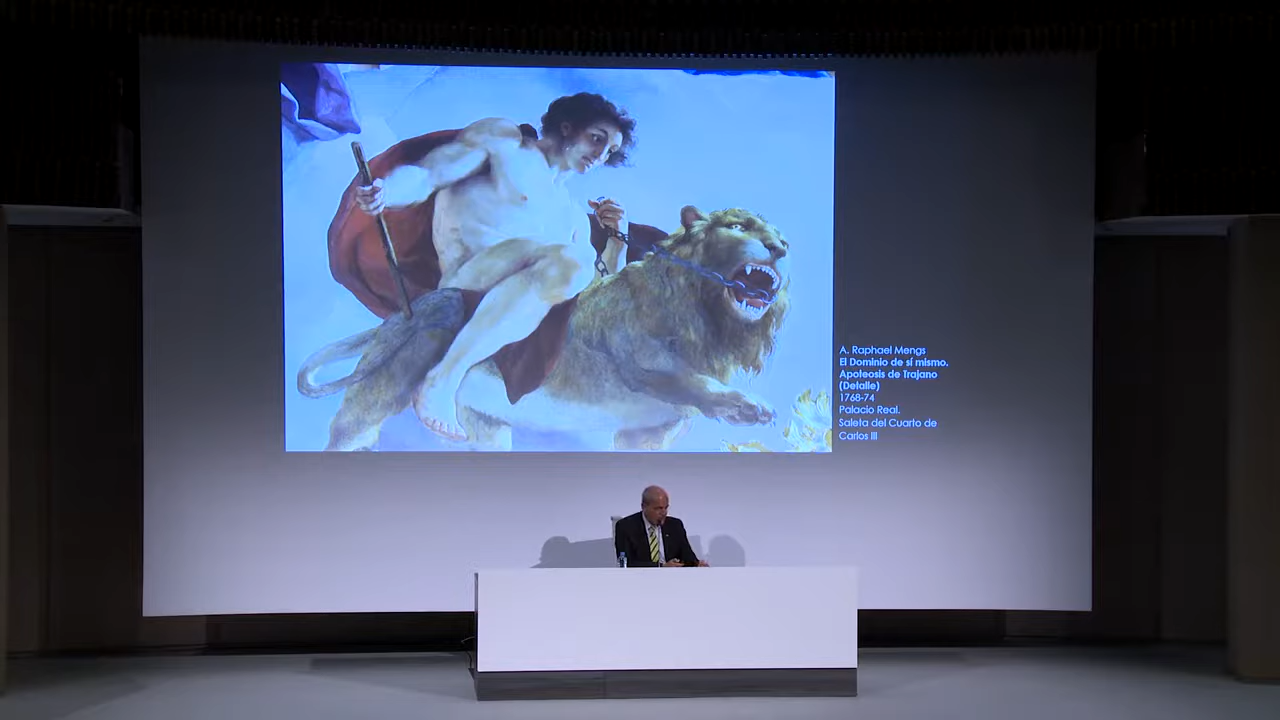 A. Raphael Mengs
El Dominio de sí mismo.
Apoteosis de Trajano
(Detalle)
1768-74
Palacio Real.
Saleta del Cuarto de
Carlos III